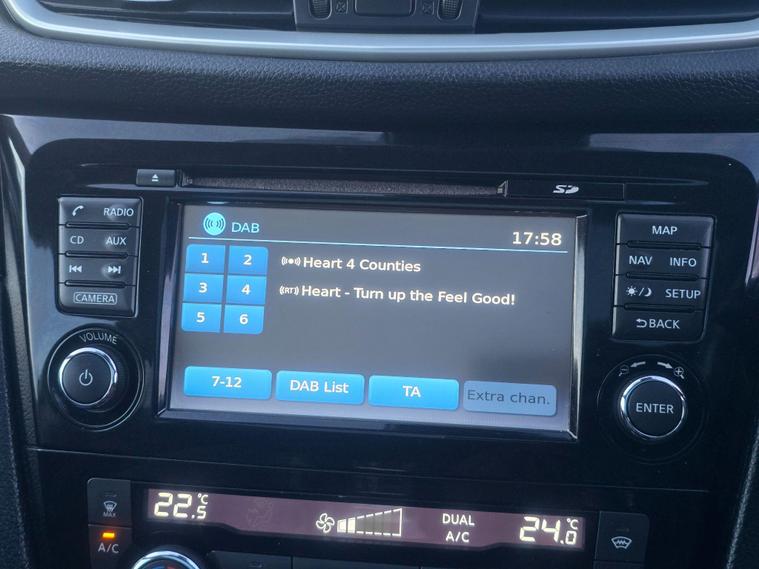 SD
RADIO
CD AUX
CAMERA
VOLUME
DAB
17:58
1 2
Heart 4 Counties
3 4
(RT) Heart - Turn up the Feel Good!
5 6
7-12
DAB List
TA
Extra chan.
MAP
NAV INFO
SETUP
BACK
ENTER
MAX
A/C
22.5 °C
DUAL
A/C
24.0 °C